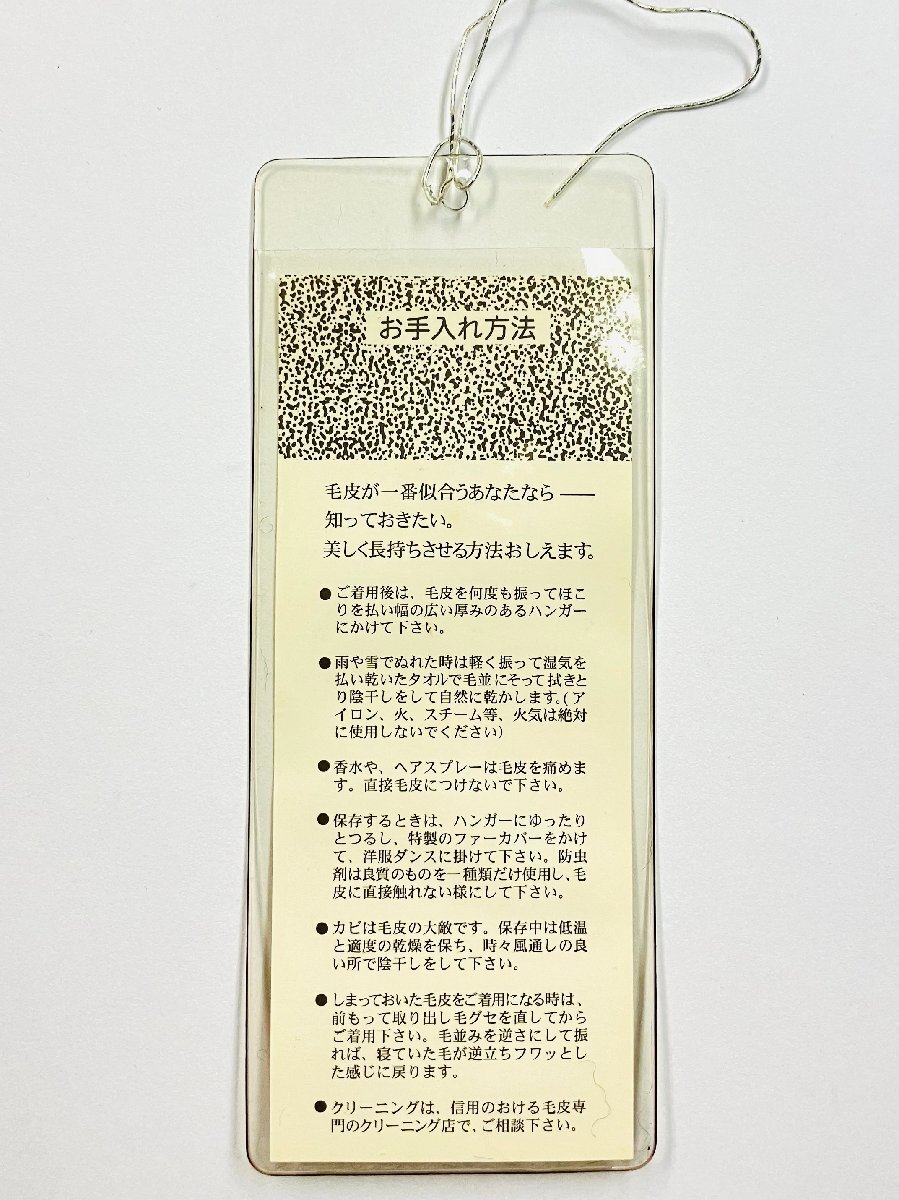 お手入れ方法
毛皮が一番似合うあなたなら――
知っておきたい。
美しく長持ちさせる方法おしえます。
●ご着用後は、毛皮を何度も振ってほこ
りを払い幅の広い厚みのあるハンガー
にかけて下さい。
●雨や雪でぬれた時は軽く振って湿気を
払い乾いたタオルで毛並にそって拭きと
り陰干しをして自然に乾かします。(ア
イロン、火、スチーム等、火気は絶対
に使用しないでください)
●香水や、ヘアスプレーは毛皮を痛めま
す。直接毛皮につけないで下さい。
●保存するときは、ハンガーにゆったり
とつるし、特製のファーカバーをかけ
て、洋服ダンスに掛けて下さい。防虫
剤は良質のものを一種類だけ使用し、毛
皮に直接触れない様にして下さい。
●カビは毛皮の大敵です。保存中は低温
と適度の乾燥を保ち、時々風通しの良
い所で陰干しをして下さい。
●しまっておいた毛皮をご着用になる時は、
前もって取り出し毛グセを直してから
ご着用下さい。毛並みを逆さにして振
れば、寝ていた毛が逆立ちフワッとし
た感じに戻ります。
●クリーニングは、信用のおける毛皮専
門のクリーニング店で、ご相談下さい。